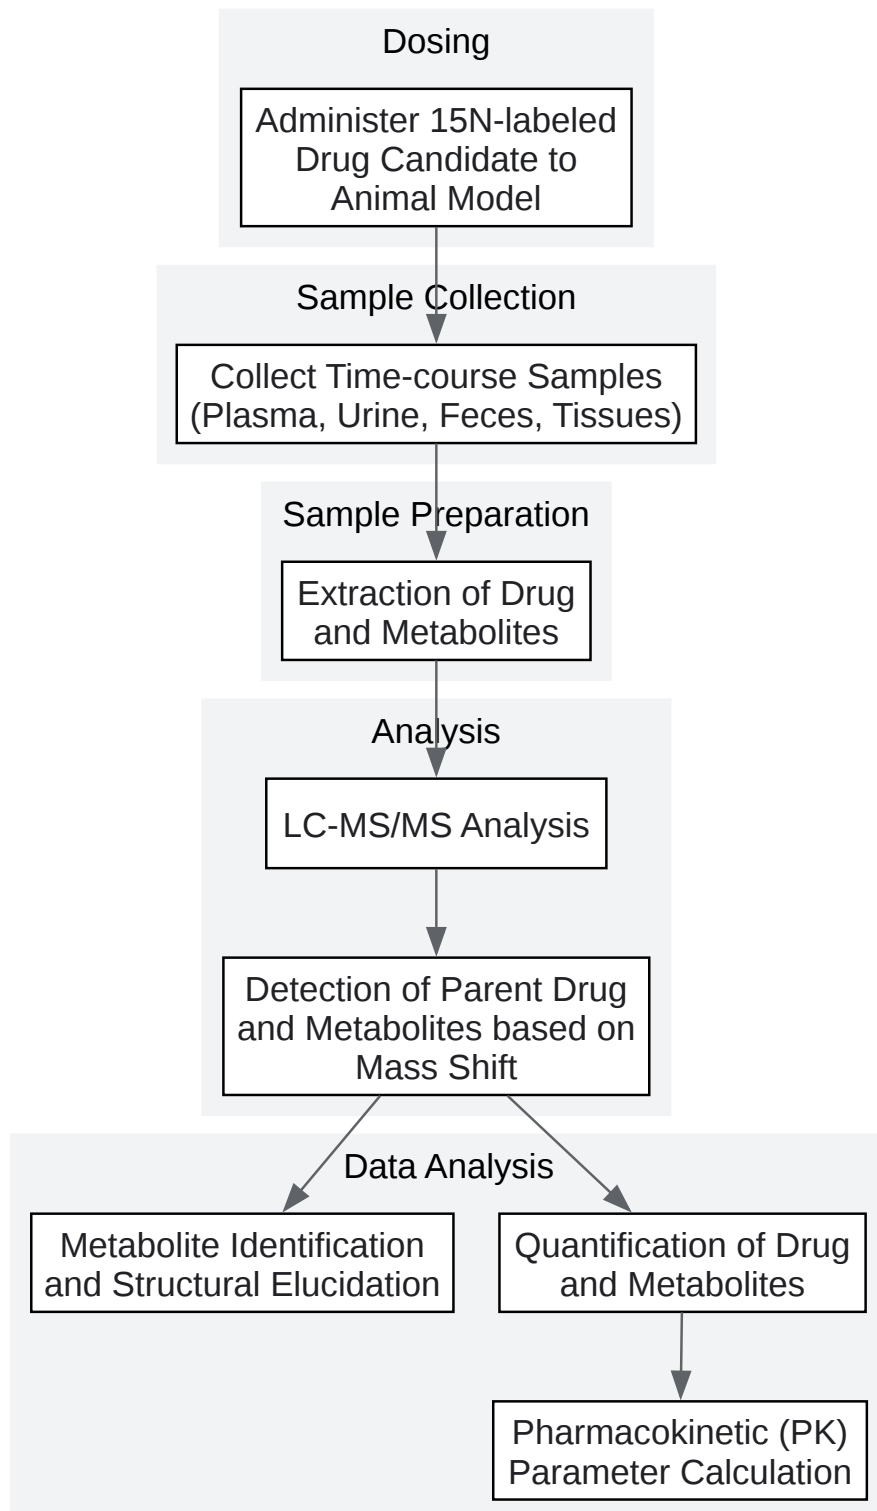 Dosing
Administer 15N-labeled
Drug Candidate to
Animal Model
Sample Collection
Collect Time-course Samples
(Plasma, Urine, Feces, Tissues)
Sample Preparation
Extraction of Drug
and Metabolites
Analysis
LC-MS/MS Analysis
Detection of Parent Drug
and Metabolites based on
Mass Shift
Data Analysis
Metabolite Identification
and Structural Elucidation
Quantification of Drug
and Metabolites
Pharmacokinetic (PK)
Parameter Calculation